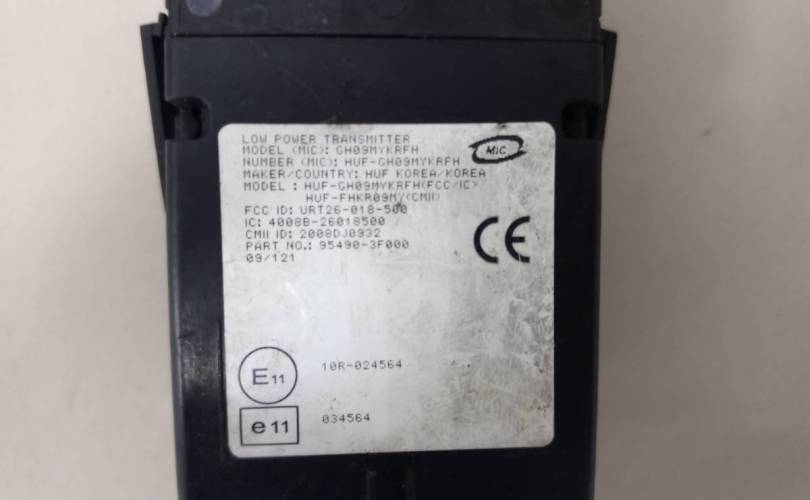 LOW POWER TRANSMITTER
MODEL (MIC): GH09MYKRFH
NUMBER (MIC): HUF-GH09MYKRFH
MAKER/COUNTRY: HUF KOREA/KOREA
MODEL : HUF-GH09MYKRFH(FCC/IC)
HUF-FHKR09MY(CMII)
FCC ID: URT26-018-500
IC: 4008B-26018500
CMII ID: 2008DJ0932
PART NO.: 95490-3F000
09/121
MIC
CE
E11
10R-024564
e11
034564